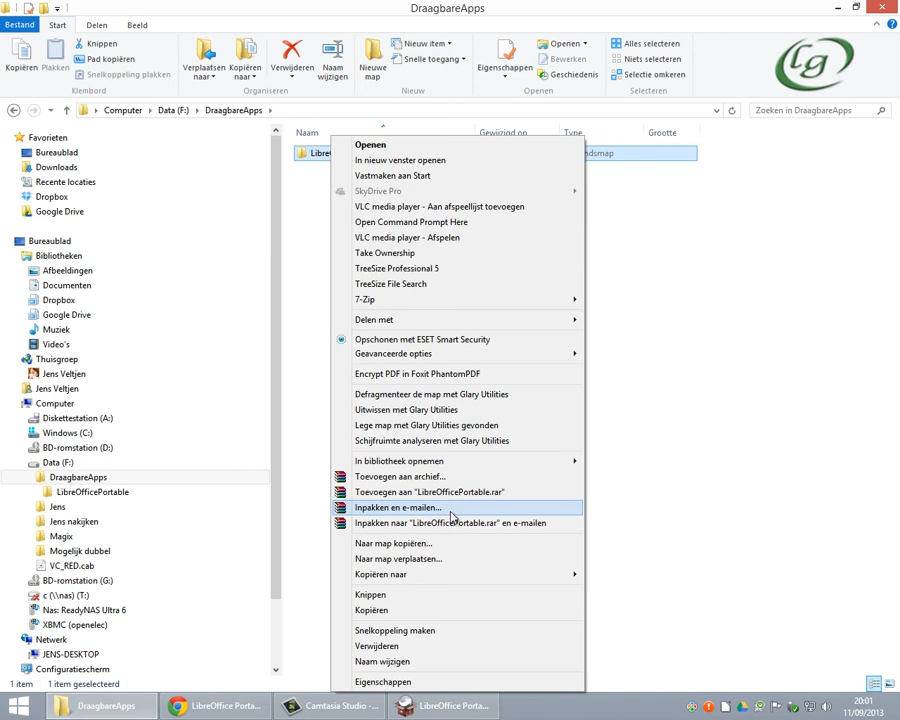 DraagbareApps
Bestand Start Delen Beeld
Kopiëren
Plakken
Knippen
Pad kopiëren
Snelkoppeling plakken
Klembord
Verplaatsen naar
Kopiëren naar
Verwijderen
Naam wijzigen
Organiseren
Nieuwe map
Nieuw item
Snelle toegang
Nieuw
Eigenschappen
Openen
Bewerken
Geschiedenis
Openen
Alles selecteren
Niets selecteren
Selectie omkeren
Selecteren
lg
Computer Data (F:) DraagbareApps
Zoeken in DraagbareApps
Favorieten
Bureaublad
Downloads
Recente locaties
Dropbox
Google Drive
Bureaublad
Bibliotheken
Afbeeldingen
Documenten
Dropbox
Google Drive
Muziek
Video's
Thuisgroep
Jens Veltjen
Jens Veltjen
Computer
Diskettestation (A:)
Windows (C:)
BD-romstation (D:)
Data (F:)
DraagbareApps
LibreOfficePortable
Jens
Jens nakijken
Magix
Mogelijk dubbel
VC_RED.cab
BD-romstation (G:)
c (\\nas) (T:)
Nas: ReadyNAS Ultra 6
XBMC (openelec)
Netwerk
JENS-DESKTOP
Configuratiescherm
Naam Gewijzigd op Type Grootte
Openen
In nieuw venster openen
Vastmaken aan Start
SkyDrive Pro
VLC media player - Aan afspeellijst toevoegen
Open Command Prompt Here
VLC media player - Afspelen
Take Ownership
TreeSize Professional 5
TreeSize File Search
7-Zip
Delen met
Opschonen met ESET Smart Security
Geavanceerde opties
Encrypt PDF in Foxit PhantomPDF
Defragmenteer de map met Glary Utilities
Uitwissen met Glary Utilities
Lege map met Glary Utilities gevonden
Schijfruimte analyseren met Glary Utilities
In bibliotheek opnemen
Toevoegen aan archief...
Toevoegen aan "LibreOfficePortable.rar"
Inpakken en e-mailen...
Inpakken naar "LibreOfficePortable.rar" en e-mailen
Naar map kopiëren...
Naar map verplaatsen...
Kopiëren naar
Knippen
Kopiëren
Snelkoppeling maken
Verwijderen
Naam wijzigen
Eigenschappen
1 item 1 item geselecteerd
DraagbareApps
LibreOffice Porta...
Camtasia Studio - ...
LibreOffice Porta...
20:01
11/09/2013